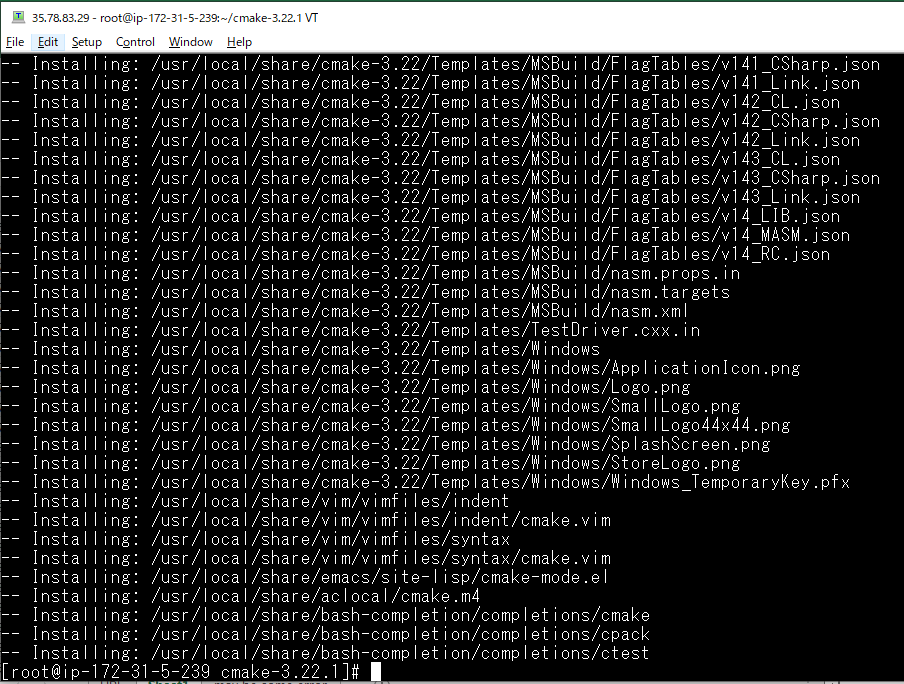 35.78.83.29 - root@ip-172-31-5-239:~/cmake-3.22.1 VT
File Edit Setup Control Window Help
-- Installing: /usr/local/share/cmake-3.22/Templates/MSBuild/FlagTables/v141_CSharp.json
-- Installing: /usr/local/share/cmake-3.22/Templates/MSBuild/FlagTables/v141_Link.json
-- Installing: /usr/local/share/cmake-3.22/Templates/MSBuild/FlagTables/v142_CL.json
-- Installing: /usr/local/share/cmake-3.22/Templates/MSBuild/FlagTables/v142_CSharp.json
-- Installing: /usr/local/share/cmake-3.22/Templates/MSBuild/FlagTables/v142_Link.json
-- Installing: /usr/local/share/cmake-3.22/Templates/MSBuild/FlagTables/v143_CL.json
-- Installing: /usr/local/share/cmake-3.22/Templates/MSBuild/FlagTables/v143_CSharp.json
-- Installing: /usr/local/share/cmake-3.22/Templates/MSBuild/FlagTables/v143_Link.json
-- Installing: /usr/local/share/cmake-3.22/Templates/MSBuild/FlagTables/v14_LIB.json
-- Installing: /usr/local/share/cmake-3.22/Templates/MSBuild/FlagTables/v14_MASM.json
-- Installing: /usr/local/share/cmake-3.22/Templates/MSBuild/FlagTables/v14_RC.json
-- Installing: /usr/local/share/cmake-3.22/Templates/MSBuild/nasm.props.in
-- Installing: /usr/local/share/cmake-3.22/Templates/MSBuild/nasm.targets
-- Installing: /usr/local/share/cmake-3.22/Templates/MSBuild/nasm.xml
-- Installing: /usr/local/share/cmake-3.22/Templates/TestDriver.cxx.in
-- Installing: /usr/local/share/cmake-3.22/Templates/Windows
-- Installing: /usr/local/share/cmake-3.22/Templates/Windows/ApplicationIcon.png
-- Installing: /usr/local/share/cmake-3.22/Templates/Windows/Logo.png
-- Installing: /usr/local/share/cmake-3.22/Templates/Windows/SmallLogo.png
-- Installing: /usr/local/share/cmake-3.22/Templates/Windows/SmallLogo44x44.png
-- Installing: /usr/local/share/cmake-3.22/Templates/Windows/SplashScreen.png
-- Installing: /usr/local/share/cmake-3.22/Templates/Windows/StoreLogo.png
-- Installing: /usr/local/share/cmake-3.22/Templates/Windows/Windows_TemporaryKey.pfx
-- Installing: /usr/local/share/vim/vimfiles/indent
-- Installing: /usr/local/share/vim/vimfiles/indent/cmake.vim
-- Installing: /usr/local/share/vim/vimfiles/syntax
-- Installing: /usr/local/share/vim/vimfiles/syntax/cmake.vim
-- Installing: /usr/local/share/emacs/site-lisp/cmake-mode.el
-- Installing: /usr/local/share/aclocal/cmake.m4
-- Installing: /usr/local/share/bash-completion/completions/cmake
-- Installing: /usr/local/share/bash-completion/completions/cpack
-- Installing: /usr/local/share/bash-completion/completions/ctest
[root@ip-172-31-5-239 cmake-3.22.1]#